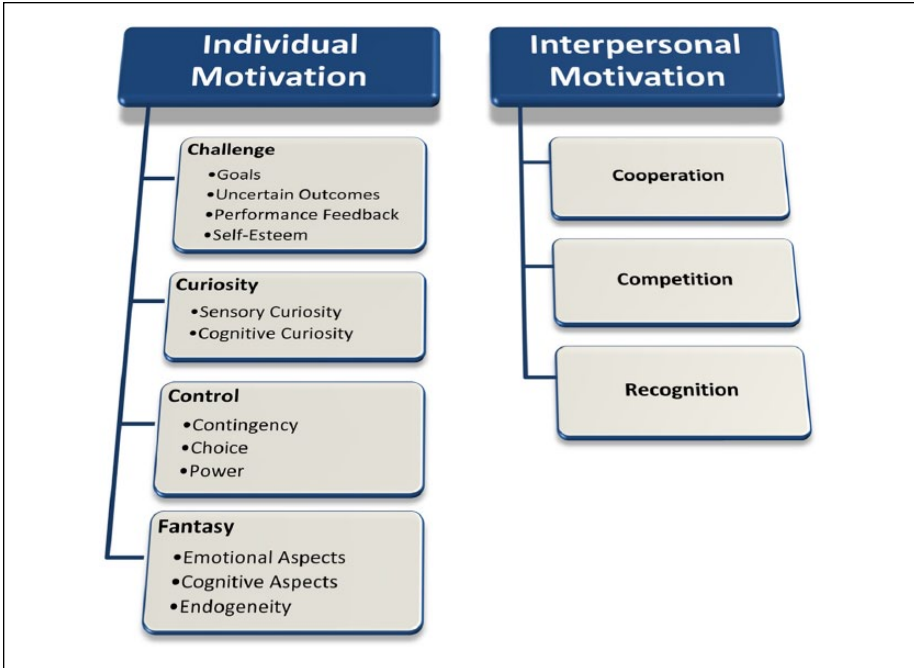 Individual
Motivation
Challenge
•Goals
•Uncertain Outcomes
•Performance Feedback
•Self-Esteem
Curiosity
•Sensory Curiosity
•Cognitive Curiosity
Control
•Contingency
•Choice
•Power
Fantasy
•Emotional Aspects
•Cognitive Aspects
•Endogeneity
Interpersonal
Motivation
Cooperation
Competition
Recognition